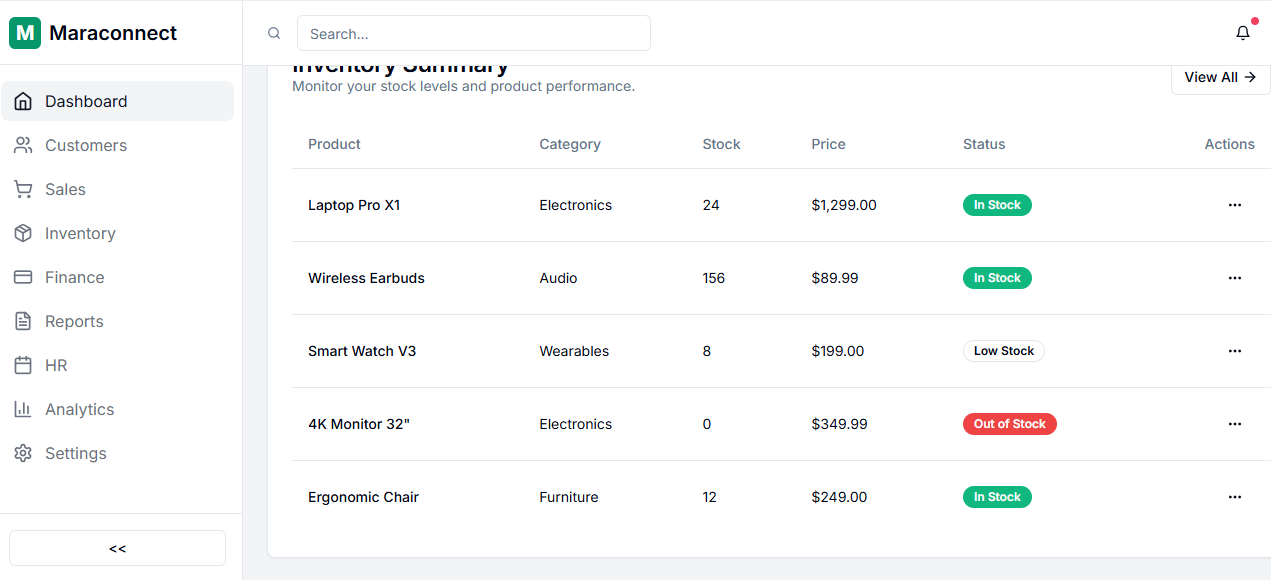 M Maraconnect
Search...
Dashboard
Customers
Sales
Inventory
Finance
Reports
HR
Analytics
Settings
<<
Inventory Summary
Monitor your stock levels and product performance.
View All →
Product Category Stock Price Status Actions
Laptop Pro X1 Electronics 24 $1,299.00 In Stock ...
Wireless Earbuds Audio 156 $89.99 In Stock ...
Smart Watch V3 Wearables 8 $199.00 Low Stock ...
4K Monitor 32" Electronics 0 $349.99 Out of Stock ...
Ergonomic Chair Furniture 12 $249.00 In Stock ...